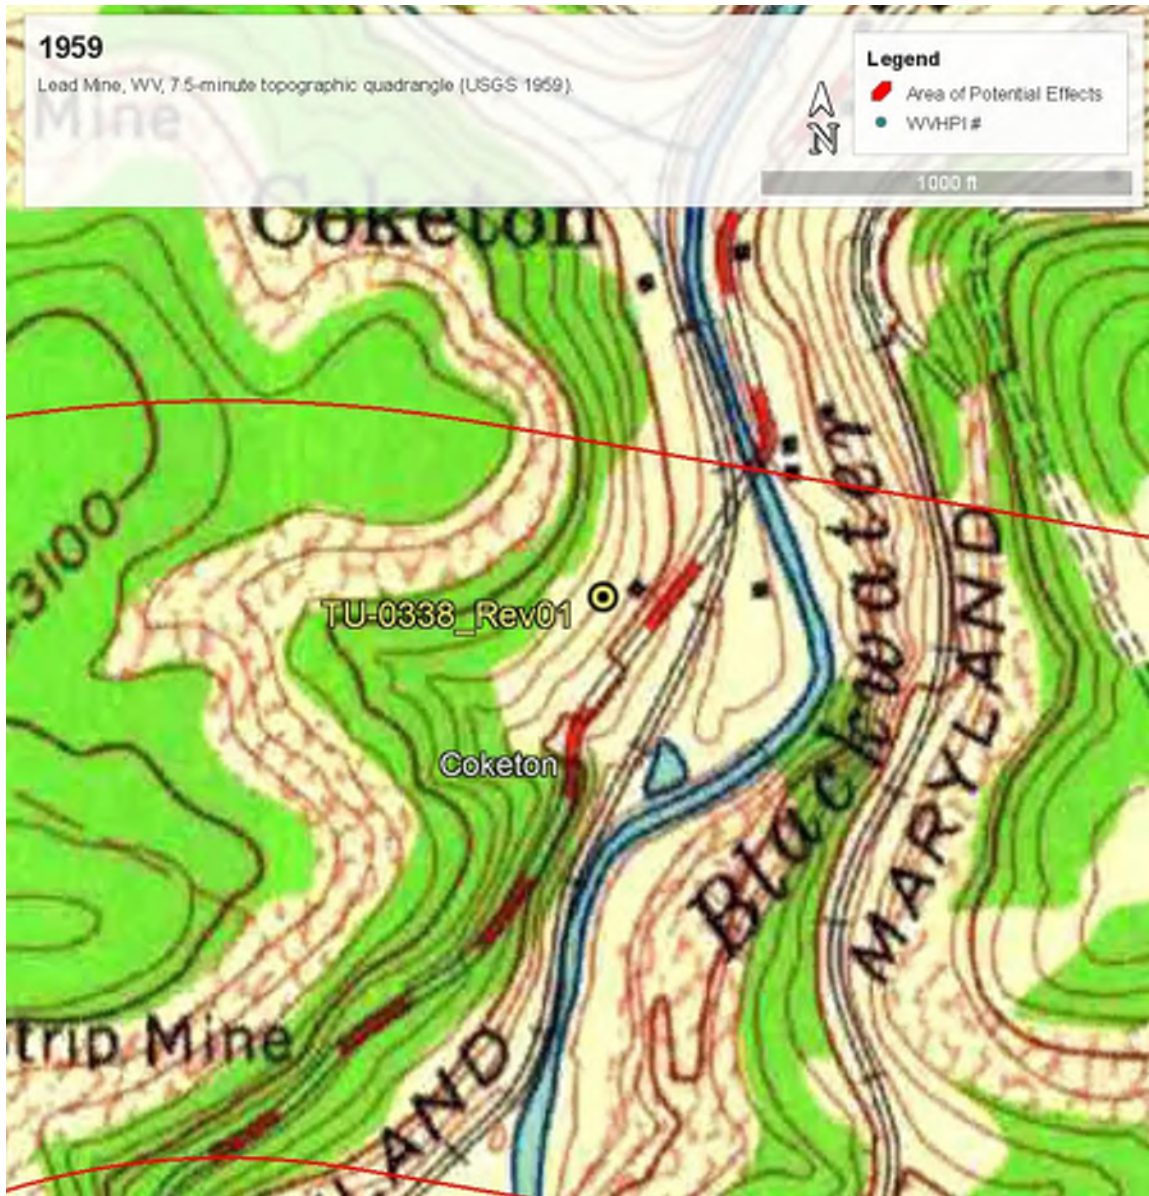 1959
Lead Mine, WV, 7.5-minute topographic quadrangle (USGS 1959).
Legend
Area of Potential Effects
WVHPI #
N
1000 ft
Mine
Coketon
3100
Blackwater
MARYLAND
TU-0338_Rev01
Coketon
trip Mine
LAND